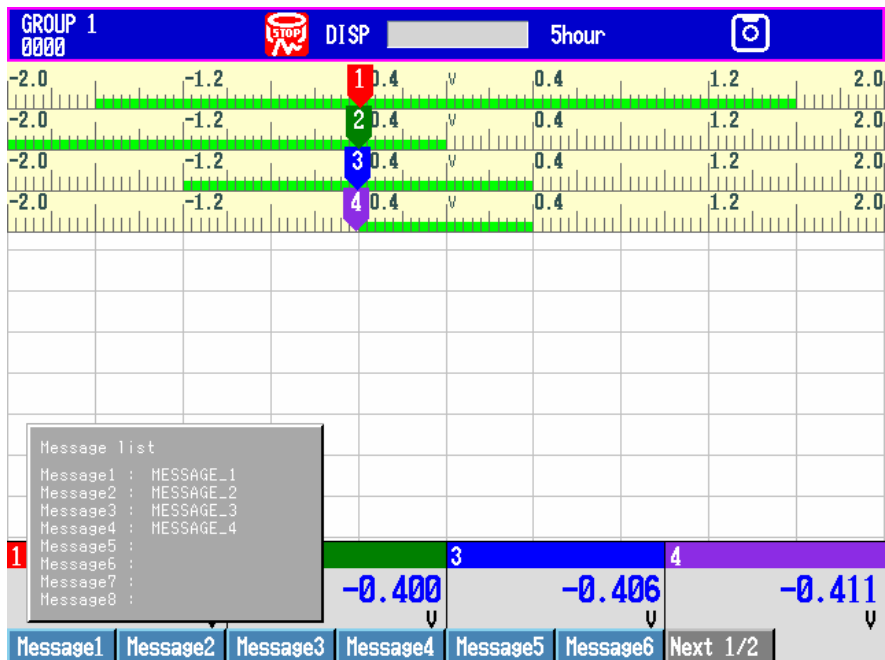 GROUP 1
0000
STOP
DISP
5hour
-2.0 -1.2 1 0.4 V 0.4 1.2 2.0
-2.0 -1.2 2 0.4 V 0.4 1.2 2.0
-2.0 -1.2 3 0.4 V 0.4 1.2 2.0
-2.0 -1.2 4 0.4 V 0.4 1.2 2.0
Message list
Message1 : MESSAGE_1
Message2 : MESSAGE_2
Message3 : MESSAGE_3
Message4 : MESSAGE_4
Message5 :
Message6 :
Message7 :
Message8 :
1 3 4
-0.400 -0.406 -0.411
V V V
Message1 Message2 Message3 Message4 Message5 Message6 Next 1/2